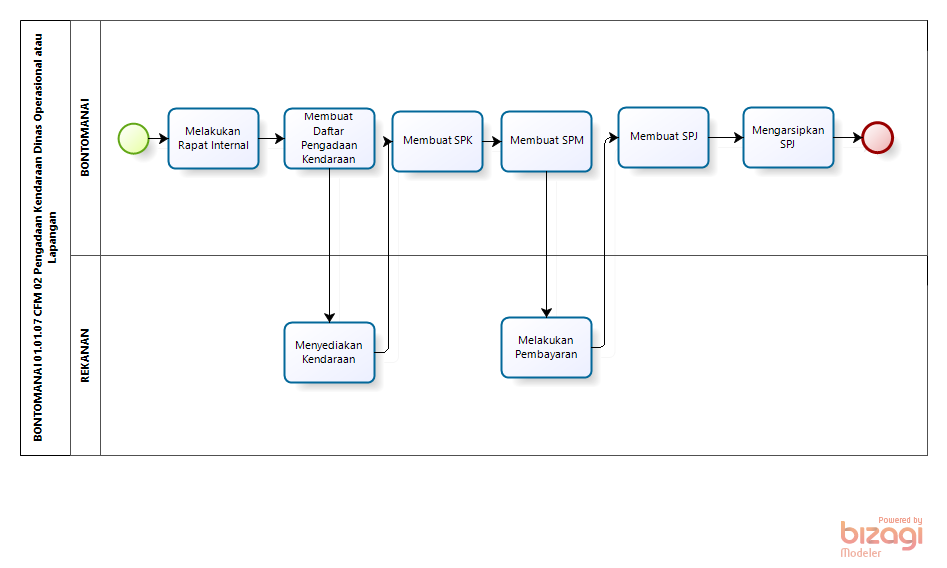 BONTOMANAI 01.01.07 CFM 02 Pengadaan Kendaraan Dinas Operasional atau
Lapangan
BONTOMANAI
Melakukan
Rapat Internal
Membuat
Daftar
Pengadaan
Kendaraan
Membuat SPK
Membuat SPM
Membuat SPJ
Mengarsipkan
SPJ
REKANAN
Menyediakan
Kendaraan
Melakukan
Pembayaran
Powered by
bizagi
Modeler